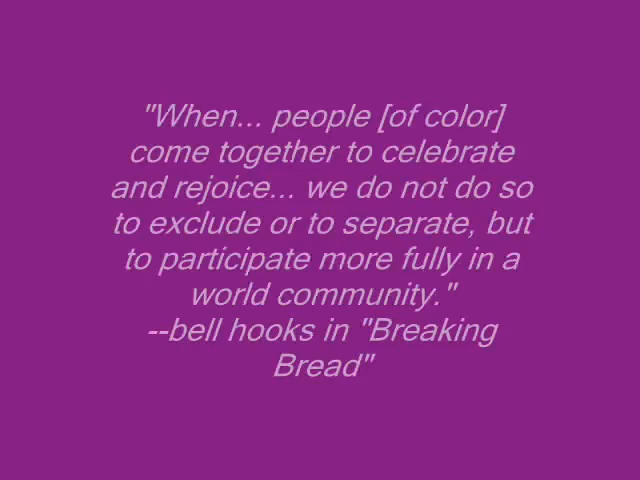 "When... people [of color]
come together to celebrate
and rejoice... we do not do so
to exclude or to separate, but
to participate more fully in a
world community."
--bell hooks in "Breaking
Bread"